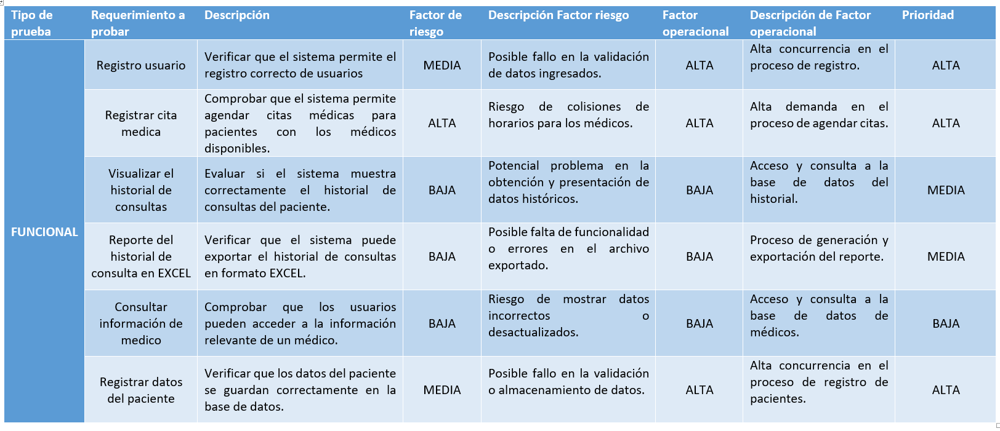 Tipo de prueba
Requerimiento a probar
Descripción
Factor de riesgo
Descripción Factor riesgo
Factor operacional
Descripción de Factor operacional
Prioridad
FUNCIONAL
Registro usuario
Verificar que el sistema permite el
registro correcto de usuarios
MEDIA
Posible fallo en la validación
de datos ingresados.
ALTA
Alta concurrencia en el
proceso de registro.
ALTA
Registrar cita
medica
Comprobar que el sistema permite
agendar citas médicas para
pacientes con los médicos
disponibles.
ALTA
Riesgo de colisiones de
horarios para los médicos.
ALTA
Alta demanda en el
proceso de agendar citas.
ALTA
Visualizar el
historial de
consultas
Evaluar si el sistema muestra
correctamente el historial de
consultas del paciente.
BAJA
Potencial problema en la
obtención y presentación de
datos históricos.
BAJA
Acceso y consulta a la
base de datos del
historial.
MEDIA
Reporte del
historial de
consulta en EXCEL
Verificar que el sistema puede
exportar el historial de consultas
en formato EXCEL.
BAJA
Posible falta de funcionalidad
o errores en el archivo
exportado.
BAJA
Proceso de generación y
exportación del reporte.
MEDIA
Consultar
información de
medico
Comprobar que los usuarios
pueden acceder a la información
relevante de un médico.
BAJA
Riesgo de mostrar datos
incorrectos o
desactualizados.
BAJA
Acceso y consulta a la
base de datos de
médicos.
BAJA
Registrar datos
del paciente
Verificar que los datos del paciente
se guardan correctamente en la
base de datos.
MEDIA
Posible fallo en la validación
o almacenamiento de datos.
ALTA
Alta concurrencia en el
proceso de registro de
pacientes.
ALTA